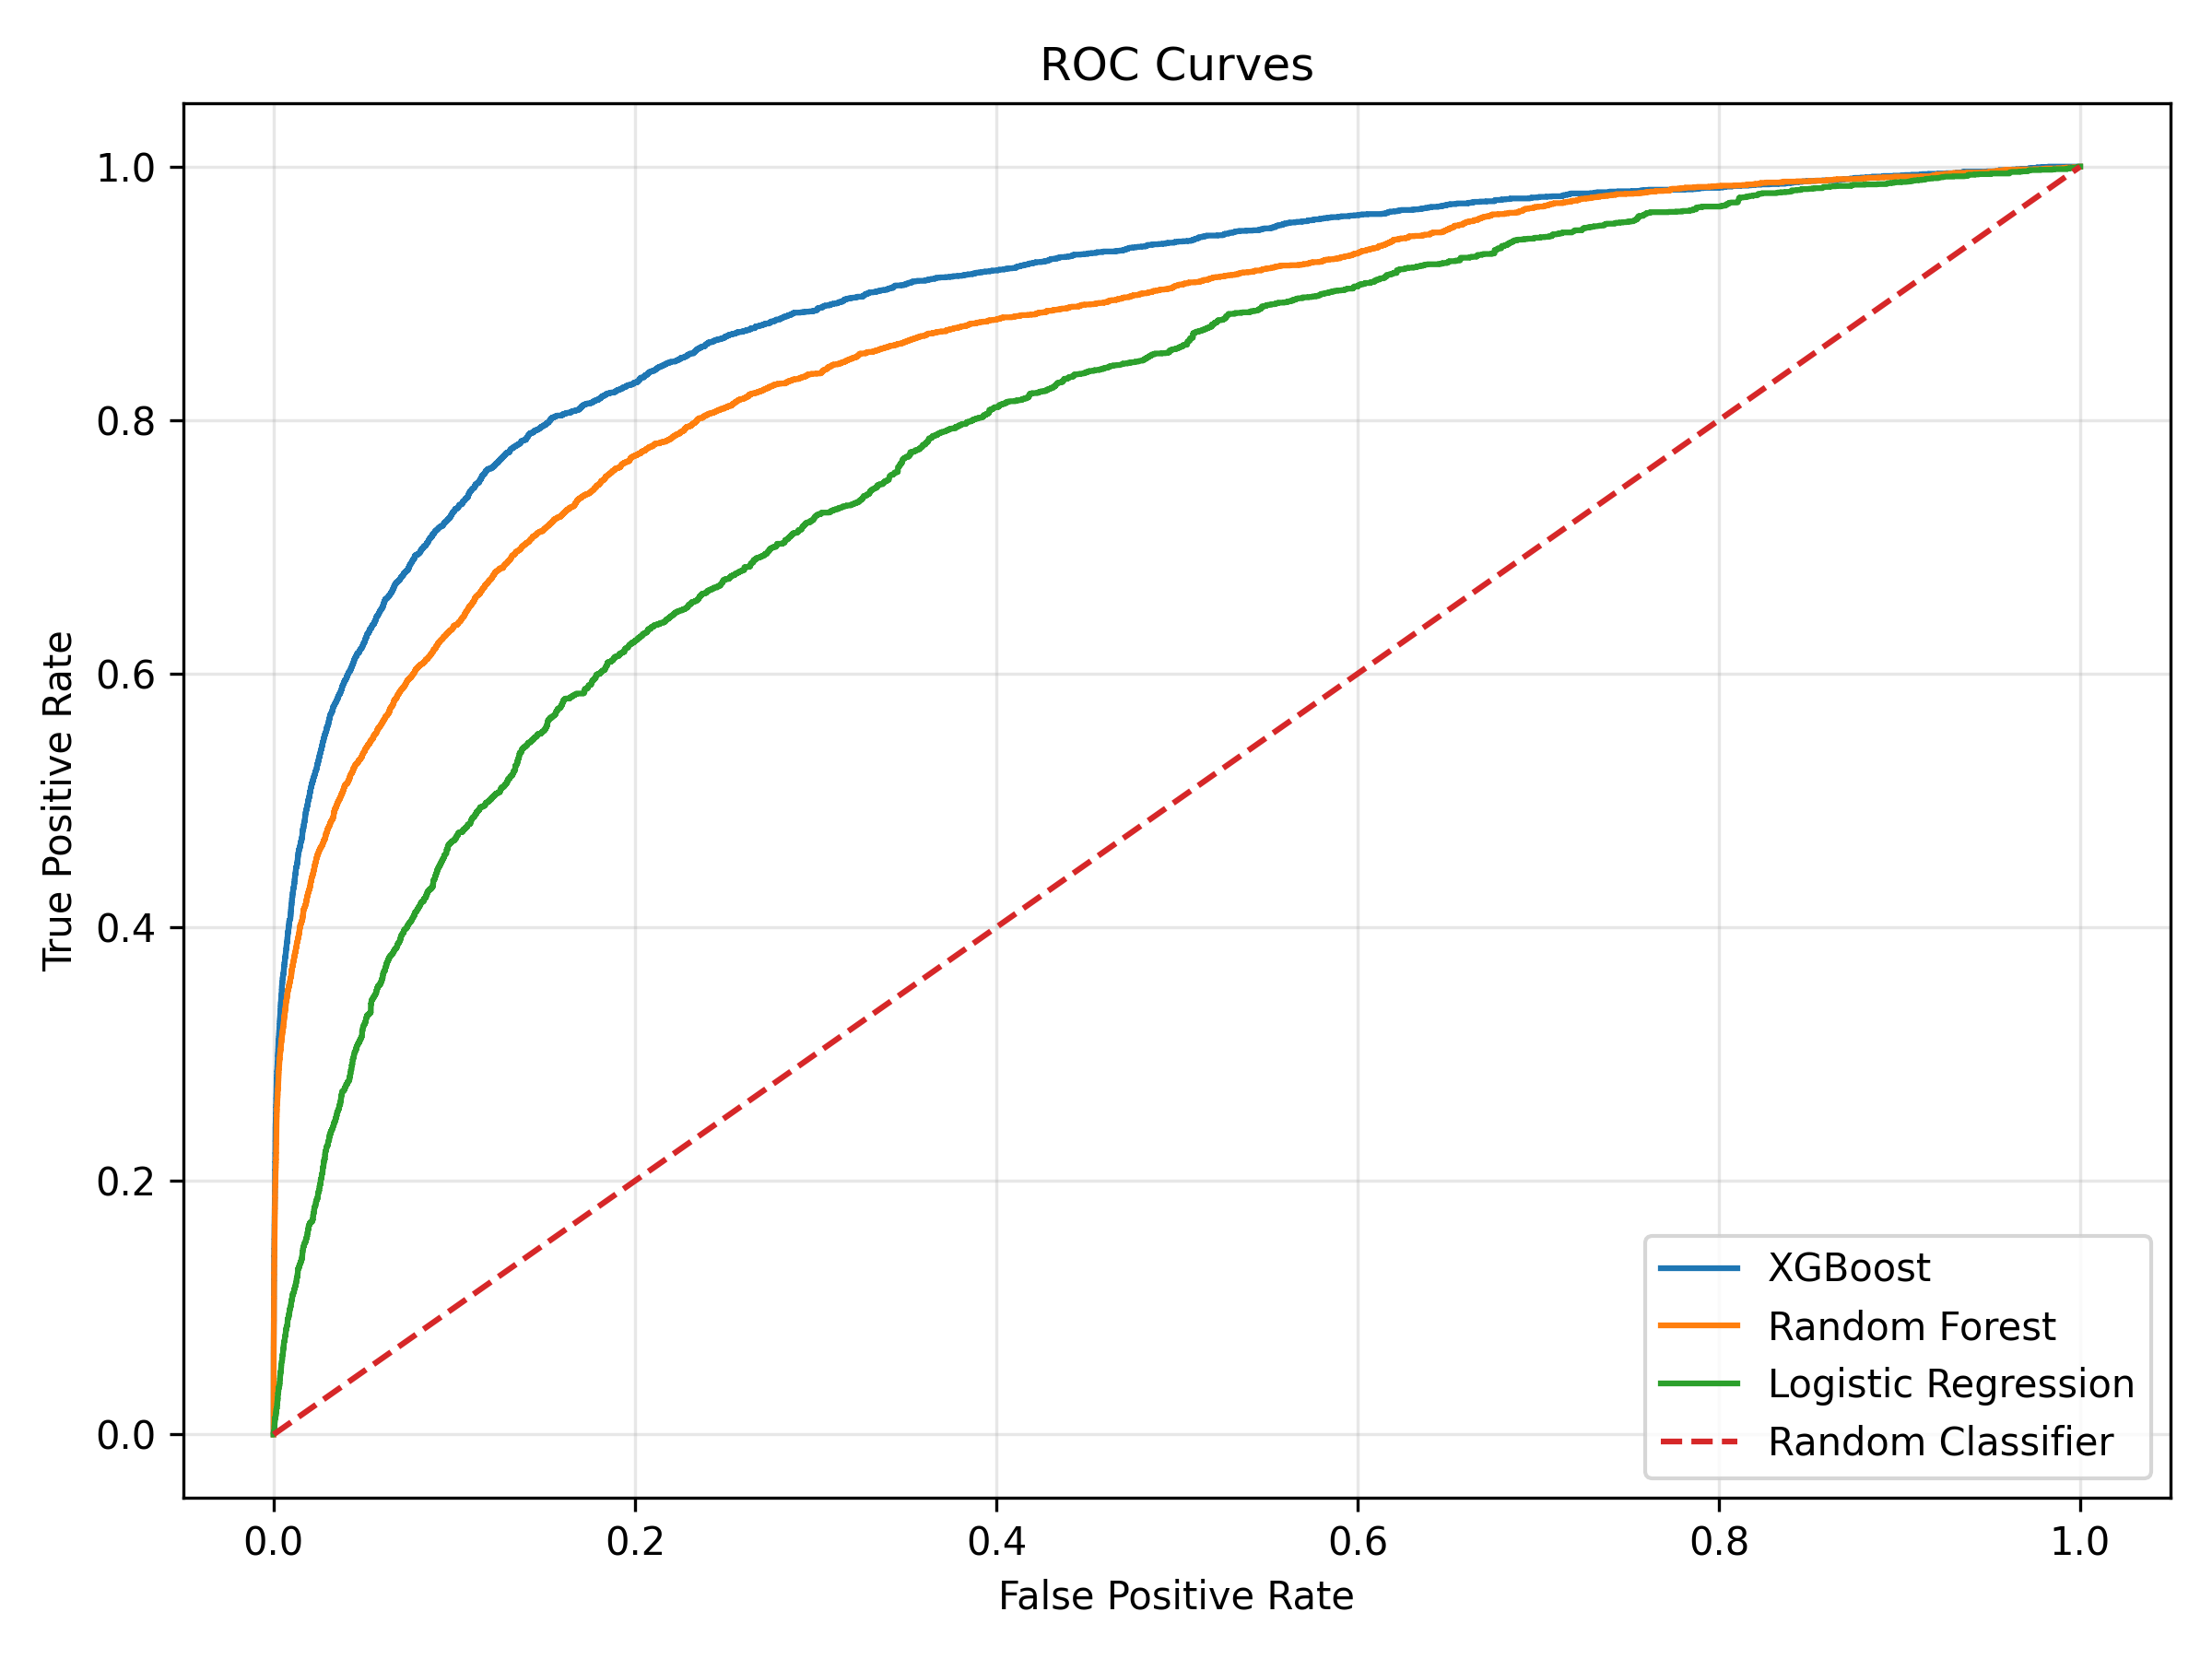 ROC Curves
True Positive Rate
1.0
0.8
0.6
0.4
0.2
0.0
XGBoost
Random Forest
Logistic Regression
Random Classifier
0.0 0.2 0.4 0.6 0.8 1.0
False Positive Rate